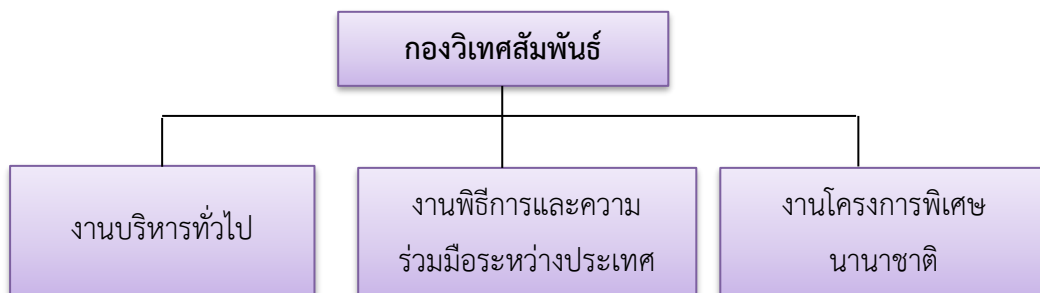 กองวิเทศสัมพันธ์
งานบริหารทั่วไป
งานพิธีการและความ
ร่วมมือระหว่างประเทศ
งานโครงการพิเศษ
นานาชาติ